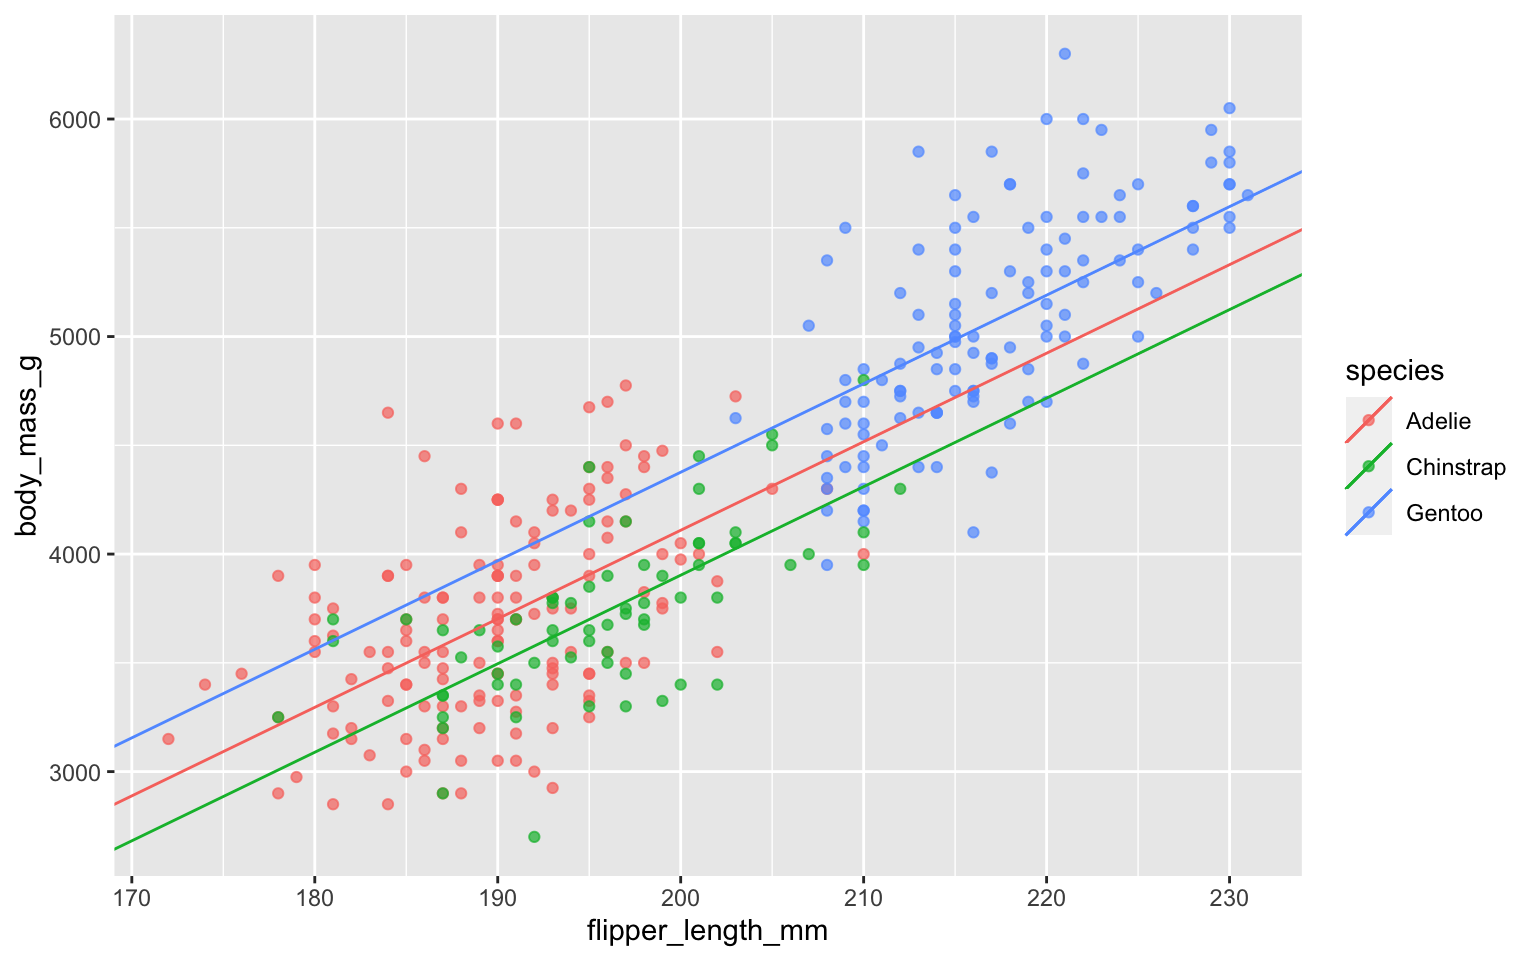 6000
5000
4000
3000
body_mass_g
170 180 190 200 210 220 230
flipper_length_mm
species
Adelie
Chinstrap
Gentoo